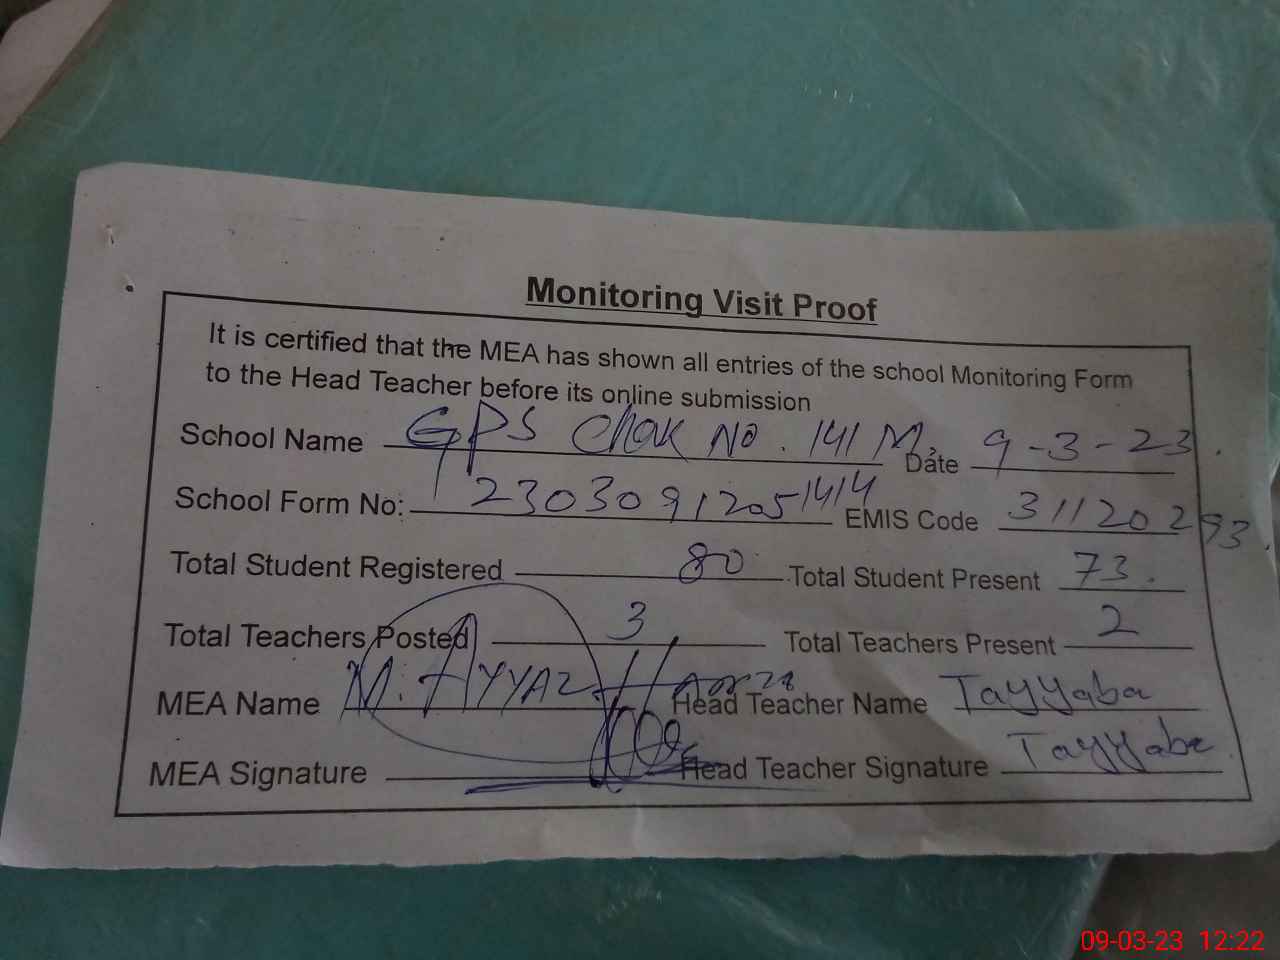 Monitoring Visit Proof
It is certified that the MEA has shown all entries of the school Monitoring Form
to the Head Teacher before its online submission
School Name GPS Chak No. 141 M. Date 9-3-23.
School Form No: 23030912051414 EMIS Code 31120293
Total Student Registered 80 Total Student Present 73.
Total Teachers Posted 3 Total Teachers Present 2
MEA Name M. AYYAZ Head Teacher Name Tayyaba
MEA Signature Head Teacher Signature Tayyaba
09-03-23 12:22